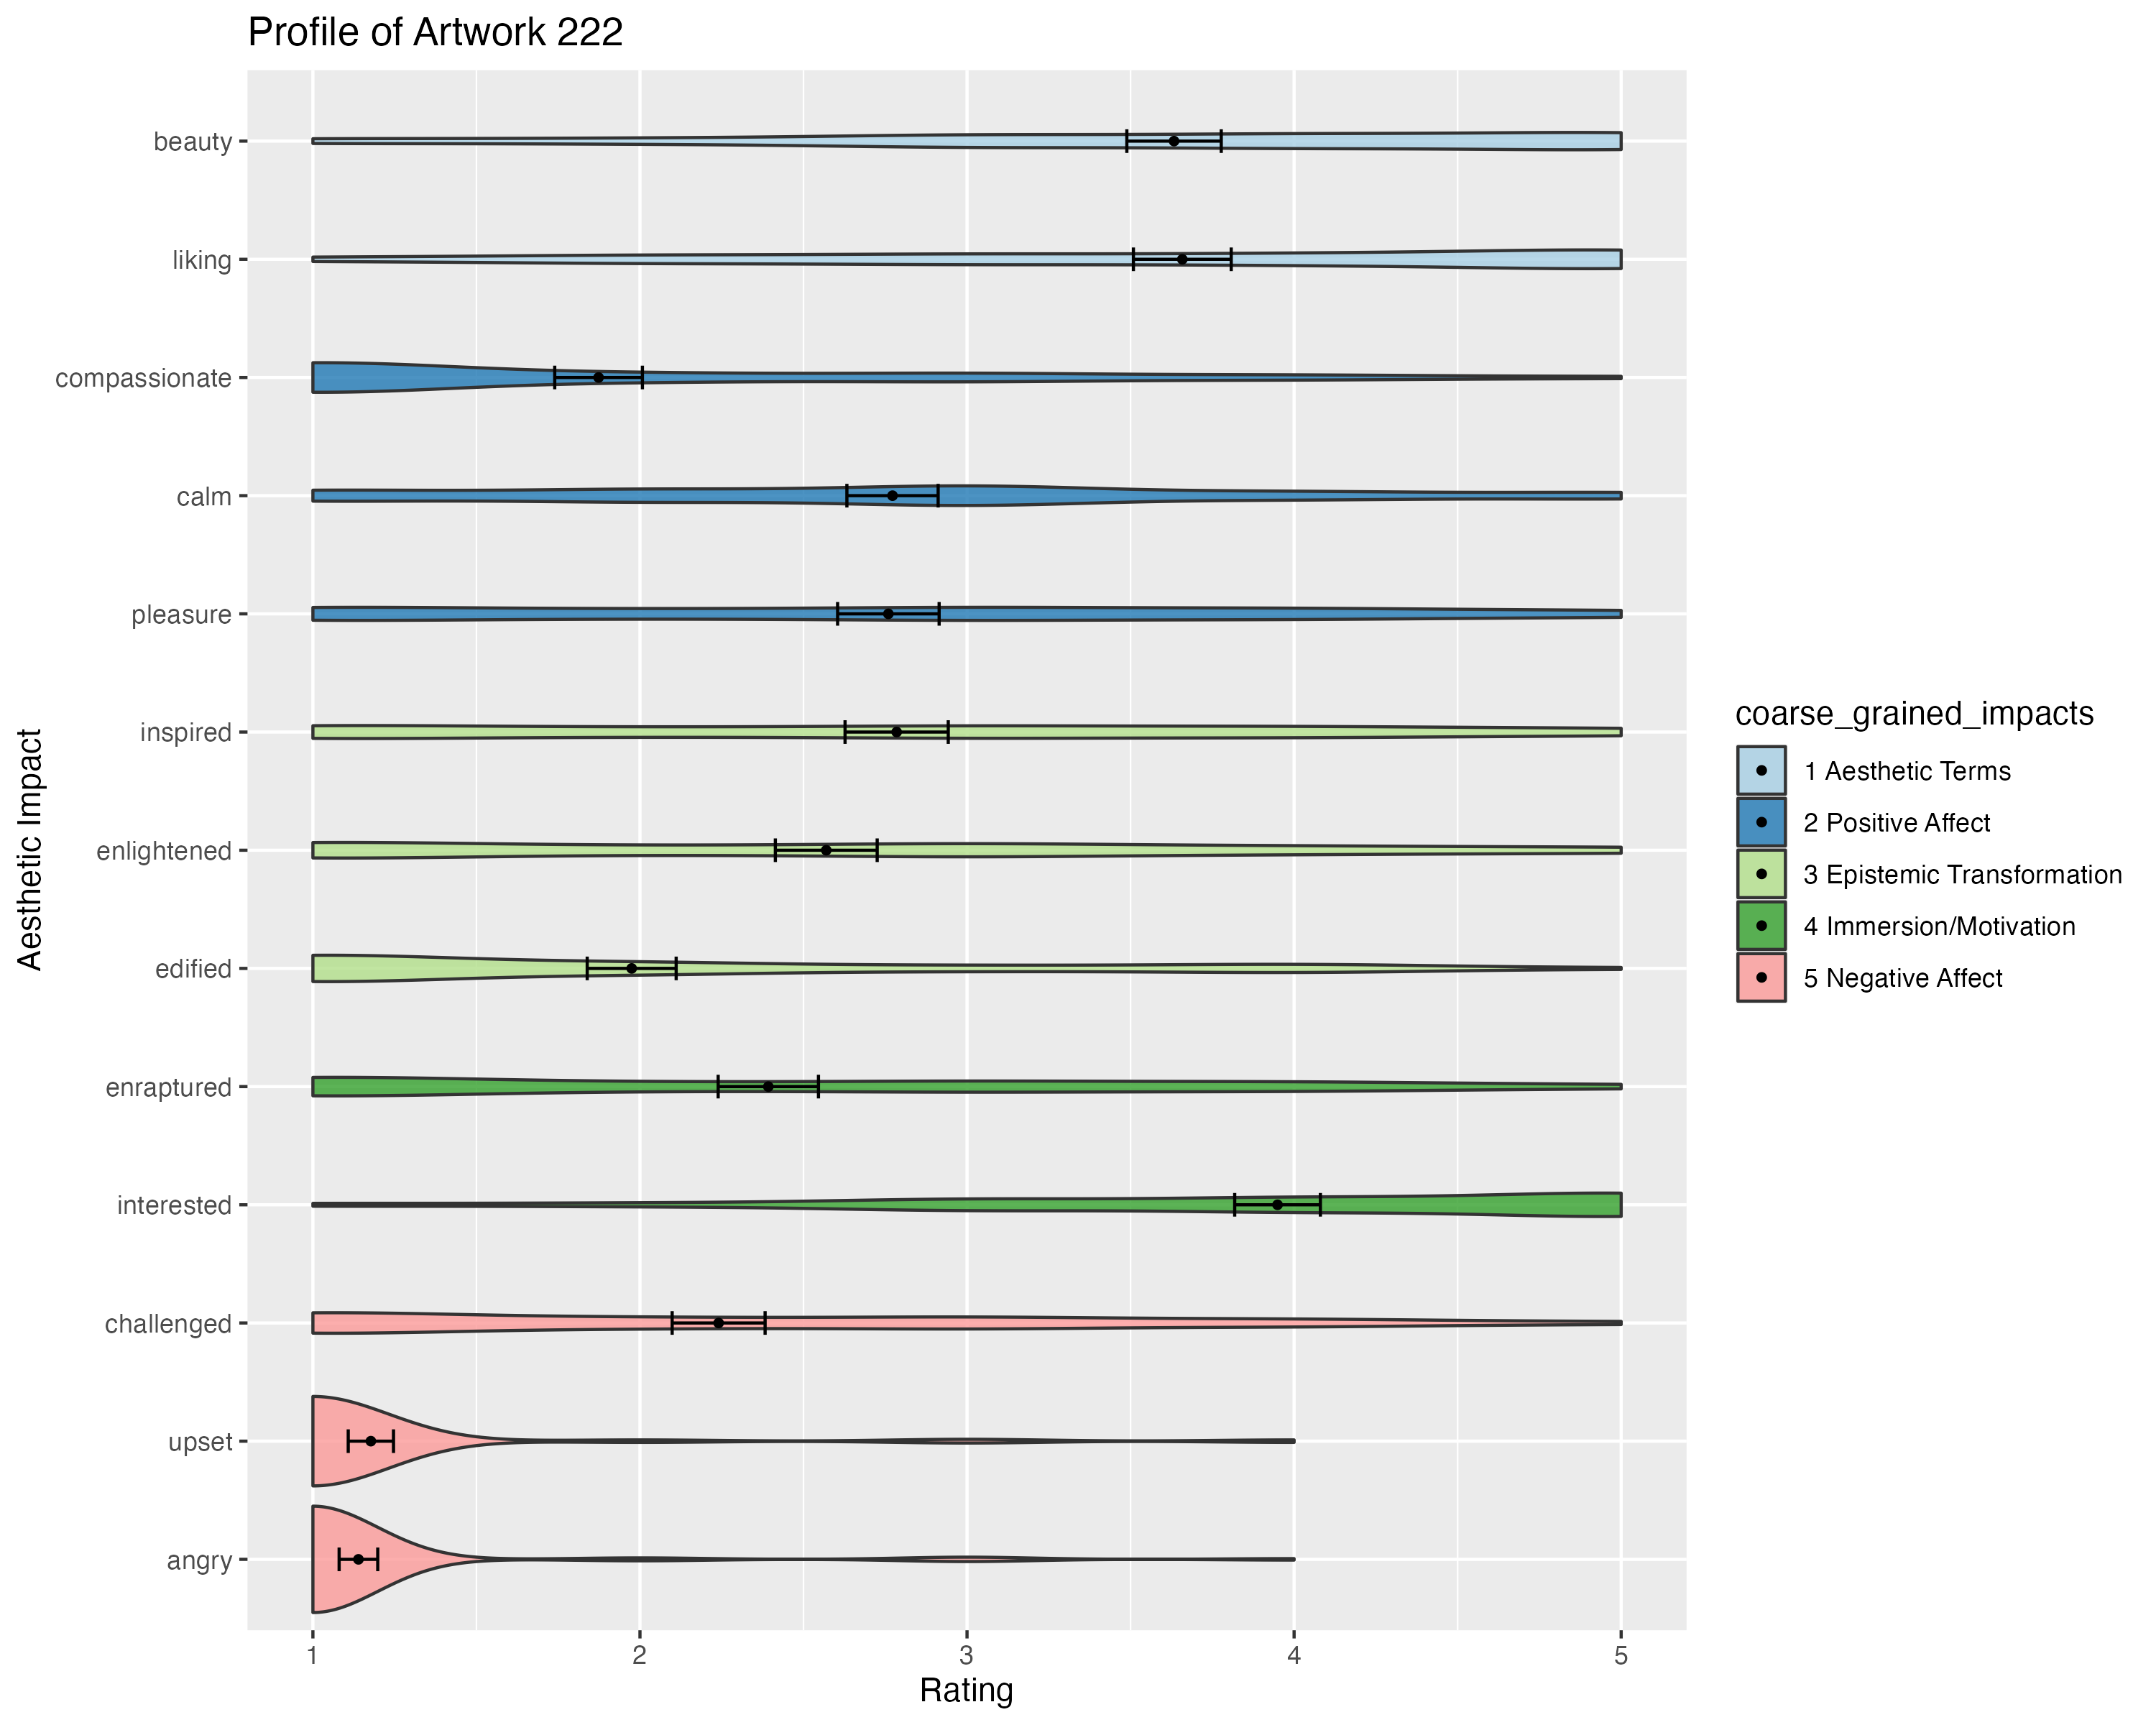 Profile of Artwork 222
beauty
liking
compassionate
calm
pleasure
inspired
enlightened
edified
enraptured
interested
challenged
upset
angry
Aesthetic Impact
1 2 3 4 5
Rating
coarse_grained_impacts
1 Aesthetic Terms
2 Positive Affect
3 Epistemic Transformation
4 Immersion/Motivation
5 Negative Affect